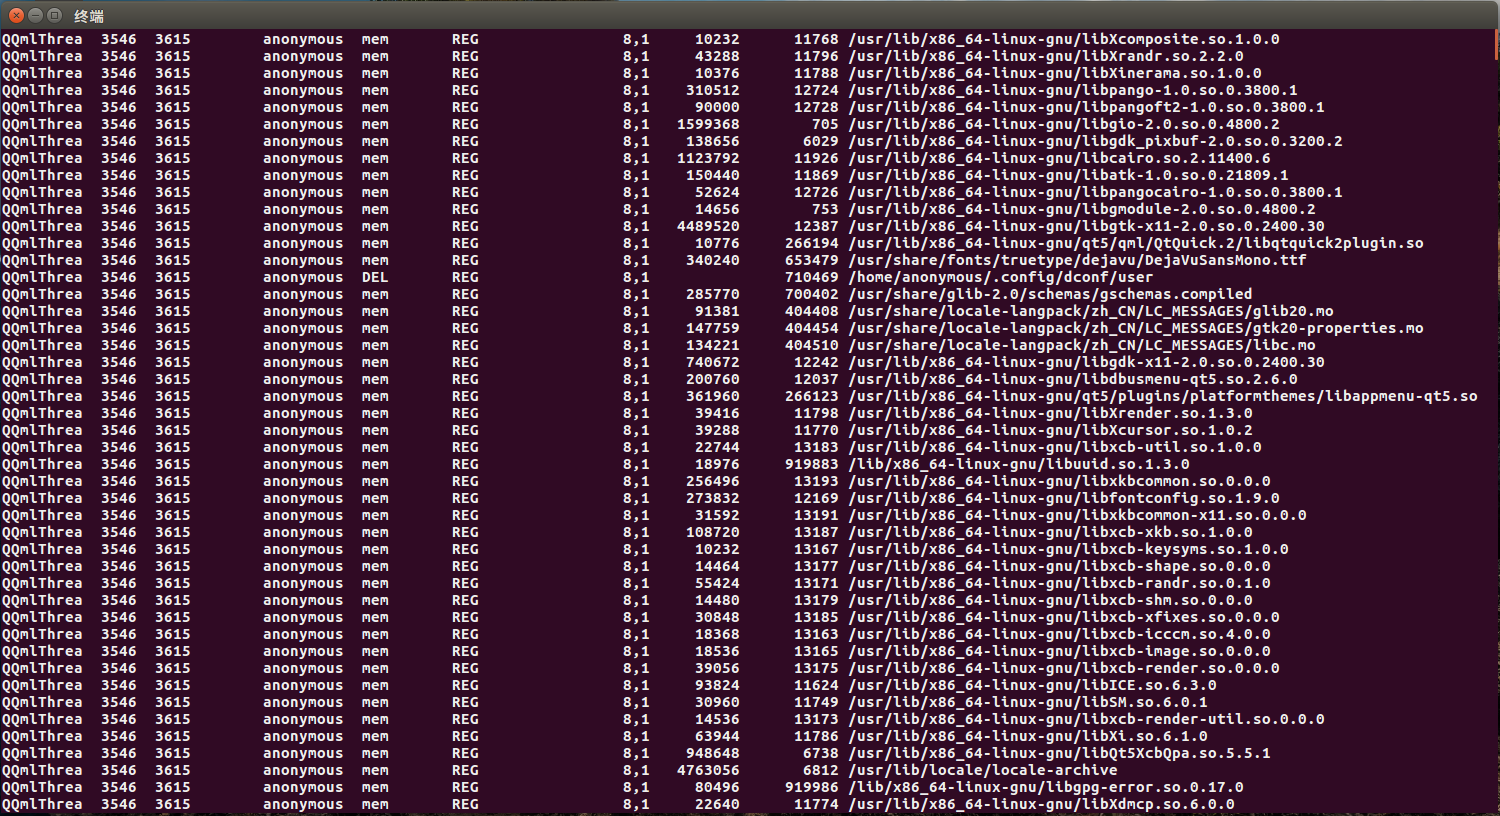 终端
QQmlThrea 3546 3615 anonymous mem REG 8,1 10232 11768 /usr/lib/x86_64-linux-gnu/libXcomposite.so.1.0.0
QQmlThrea 3546 3615 anonymous mem REG 8,1 43288 11796 /usr/lib/x86_64-linux-gnu/libXrandr.so.2.2.0
QQmlThrea 3546 3615 anonymous mem REG 8,1 10376 11788 /usr/lib/x86_64-linux-gnu/libXinerama.so.1.0.0
QQmlThrea 3546 3615 anonymous mem REG 8,1 310512 12724 /usr/lib/x86_64-linux-gnu/libpango-1.0.so.0.3800.1
QQmlThrea 3546 3615 anonymous mem REG 8,1 90000 12728 /usr/lib/x86_64-linux-gnu/libpangoft2-1.0.so.0.3800.1
QQmlThrea 3546 3615 anonymous mem REG 8,1 1599368 705 /usr/lib/x86_64-linux-gnu/libgio-2.0.so.0.4800.2
QQmlThrea 3546 3615 anonymous mem REG 8,1 138656 6029 /usr/lib/x86_64-linux-gnu/libgdk_pixbuf-2.0.so.0.3200.2
QQmlThrea 3546 3615 anonymous mem REG 8,1 1123792 11926 /usr/lib/x86_64-linux-gnu/libcairo.so.2.11400.6
QQmlThrea 3546 3615 anonymous mem REG 8,1 150440 11869 /usr/lib/x86_64-linux-gnu/libatk-1.0.so.0.21809.1
QQmlThrea 3546 3615 anonymous mem REG 8,1 52624 12726 /usr/lib/x86_64-linux-gnu/libpangocairo-1.0.so.0.3800.1
QQmlThrea 3546 3615 anonymous mem REG 8,1 14656 753 /usr/lib/x86_64-linux-gnu/libgmodule-2.0.so.0.4800.2
QQmlThrea 3546 3615 anonymous mem REG 8,1 4489520 12387 /usr/lib/x86_64-linux-gnu/libgtk-x11-2.0.so.0.2400.30
QQmlThrea 3546 3615 anonymous mem REG 8,1 10776 266194 /usr/lib/x86_64-linux-gnu/qt5/qml/QtQuick.2/libqtquick2plugin.so
QQmlThrea 3546 3615 anonymous mem REG 8,1 340240 653479 /usr/share/fonts/truetype/dejavu/DejaVuSansMono.ttf
QQmlThrea 3546 3615 anonymous DEL REG 8,1 710469 /home/anonymous/.config/dconf/user
QQmlThrea 3546 3615 anonymous mem REG 8,1 285770 700402 /usr/share/glib-2.0/schemas/gschemas.compiled
QQmlThrea 3546 3615 anonymous mem REG 8,1 91381 404408 /usr/share/locale-langpack/zh_CN/LC_MESSAGES/glib20.mo
QQmlThrea 3546 3615 anonymous mem REG 8,1 147759 404454 /usr/share/locale-langpack/zh_CN/LC_MESSAGES/gtk20-properties.mo
QQmlThrea 3546 3615 anonymous mem REG 8,1 134221 404510 /usr/share/locale-langpack/zh_CN/LC_MESSAGES/libc.mo
QQmlThrea 3546 3615 anonymous mem REG 8,1 740672 12242 /usr/lib/x86_64-linux-gnu/libgdk-x11-2.0.so.0.2400.30
QQmlThrea 3546 3615 anonymous mem REG 8,1 200760 12037 /usr/lib/x86_64-linux-gnu/libdbusmenu-qt5.so.2.6.0
QQmlThrea 3546 3615 anonymous mem REG 8,1 361960 266123 /usr/lib/x86_64-linux-gnu/qt5/plugins/platformthemes/libappmenu-qt5.so
QQmlThrea 3546 3615 anonymous mem REG 8,1 39416 11798 /usr/lib/x86_64-linux-gnu/libXrender.so.1.3.0
QQmlThrea 3546 3615 anonymous mem REG 8,1 39288 11770 /usr/lib/x86_64-linux-gnu/libXcursor.so.1.0.2
QQmlThrea 3546 3615 anonymous mem REG 8,1 22744 13183 /usr/lib/x86_64-linux-gnu/libxcb-util.so.1.0.0
QQmlThrea 3546 3615 anonymous mem REG 8,1 18976 919883 /lib/x86_64-linux-gnu/libuuid.so.1.3.0
QQmlThrea 3546 3615 anonymous mem REG 8,1 256496 13193 /usr/lib/x86_64-linux-gnu/libxkbcommon.so.0.0.0
QQmlThrea 3546 3615 anonymous mem REG 8,1 273832 12169 /usr/lib/x86_64-linux-gnu/libfontconfig.so.1.9.0
QQmlThrea 3546 3615 anonymous mem REG 8,1 31592 13191 /usr/lib/x86_64-linux-gnu/libxkbcommon-x11.so.0.0.0
QQmlThrea 3546 3615 anonymous mem REG 8,1 108720 13187 /usr/lib/x86_64-linux-gnu/libxcb-xkb.so.1.0.0
QQmlThrea 3546 3615 anonymous mem REG 8,1 10232 13167 /usr/lib/x86_64-linux-gnu/libxcb-keysyms.so.1.0.0
QQmlThrea 3546 3615 anonymous mem REG 8,1 14464 13177 /usr/lib/x86_64-linux-gnu/libxcb-shape.so.0.0.0
QQmlThrea 3546 3615 anonymous mem REG 8,1 55424 13171 /usr/lib/x86_64-linux-gnu/libxcb-randr.so.0.1.0
QQmlThrea 3546 3615 anonymous mem REG 8,1 14480 13179 /usr/lib/x86_64-linux-gnu/libxcb-shm.so.0.0.0
QQmlThrea 3546 3615 anonymous mem REG 8,1 30848 13185 /usr/lib/x86_64-linux-gnu/libxcb-xfixes.so.0.0.0
QQmlThrea 3546 3615 anonymous mem REG 8,1 18368 13163 /usr/lib/x86_64-linux-gnu/libxcb-icccm.so.4.0.0
QQmlThrea 3546 3615 anonymous mem REG 8,1 18536 13165 /usr/lib/x86_64-linux-gnu/libxcb-image.so.0.0.0
QQmlThrea 3546 3615 anonymous mem REG 8,1 39056 13175 /usr/lib/x86_64-linux-gnu/libxcb-render.so.0.0.0
QQmlThrea 3546 3615 anonymous mem REG 8,1 93824 11624 /usr/lib/x86_64-linux-gnu/libICE.so.6.3.0
QQmlThrea 3546 3615 anonymous mem REG 8,1 30960 11749 /usr/lib/x86_64-linux-gnu/libSM.so.6.0.1
QQmlThrea 3546 3615 anonymous mem REG 8,1 14536 13173 /usr/lib/x86_64-linux-gnu/libxcb-render-util.so.0.0.0
QQmlThrea 3546 3615 anonymous mem REG 8,1 63944 11786 /usr/lib/x86_64-linux-gnu/libXi.so.6.1.0
QQmlThrea 3546 3615 anonymous mem REG 8,1 948648 6738 /usr/lib/x86_64-linux-gnu/libQt5XcbQpa.so.5.5.1
QQmlThrea 3546 3615 anonymous mem REG 8,1 4763056 6812 /usr/lib/locale/locale-archive
QQmlThrea 3546 3615 anonymous mem REG 8,1 80496 919986 /lib/x86_64-linux-gnu/libgpg-error.so.0.17.0
QQmlThrea 3546 3615 anonymous mem REG 8,1 22640 11774 /usr/lib/x86_64-linux-gnu/libXdmcp.so.6.0.0